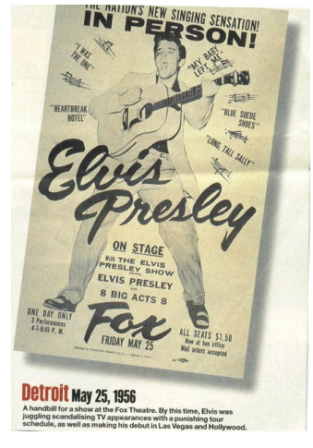 THE NATION'S NEW SINGING SENSATION!
IN PERSON!
"I WAS
THE ONE"
"MY BABY
LEFT ME"
"HEARTBREAK
HOTEL"
"BLUE SUEDE
SHOES"
"LONG TALL SALLY"
Elvis
Presley
ON STAGE
With THE ELVIS
PRESLEY SHOW
ELVIS PRESLEY
8 BIG ACTS 8
ONE DAY ONLY
3 Performances
4-7-9:45 P. M.
Fox
FRIDAY MAY 25
ALL SEATS $1.50
Now at box office
Mail orders accepted
Detroit May 25, 1956
A handbill for a show at the Fox Theatre. By this time, Elvis was
juggling scandalising TV appearances with a punishing tour
schedule, as well as making his debut in Las Vegas and Hollywood.